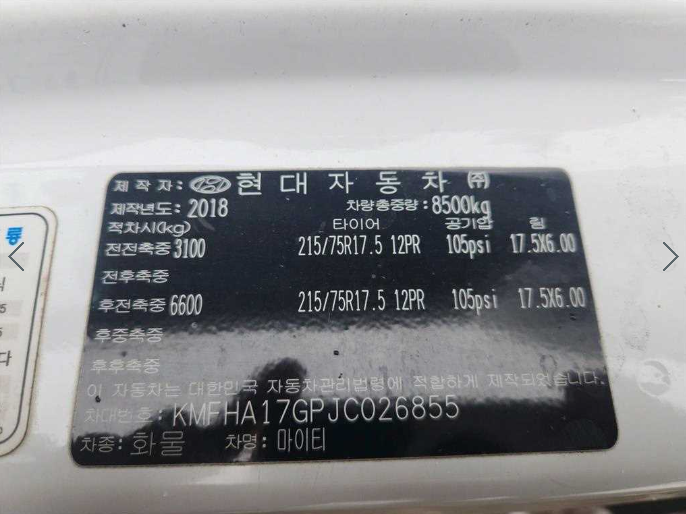 제작자: 현대자동차 ㈜
제작년도: 2018 차량총중량: 8500kg
적차시(kg) 타이어 공기압 림
전전축중 3100 215/75R17.5 12PR 105psi 17.5X6.00
전후축중
후전축중 6600 215/75R17.5 12PR 105psi 17.5X6.00
후중축중
후후축중
이 자동차는 대한민국 자동차관리법령에 적합하게 제작되었습니다.
차대번호: KMFHA17GPJC026855
차종: 화물 차명: 마이티